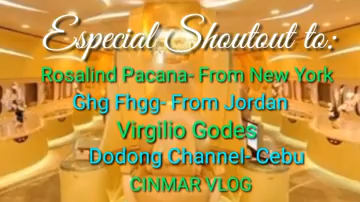 Especial Shoutout to:
Rosalind Pacana- From New York
Ghg Fhgg- From Jordan
Virgilio Godes
Dodong Channel- Cebu
CINMAR VLOG